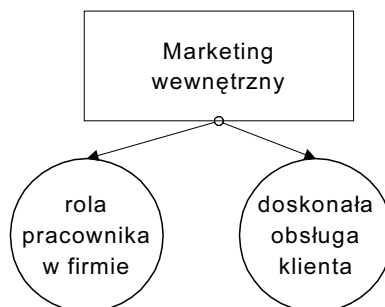 Marketing
wewnętrzny
rola
pracownika
w firmie
doskonała
obsługa
klienta